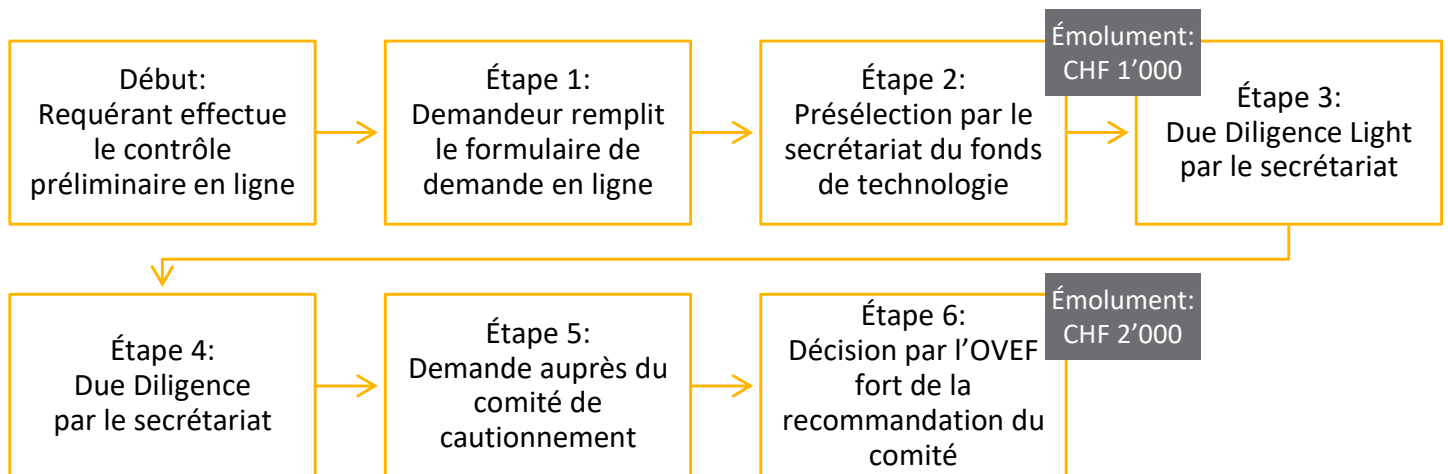 Début:
Requérant effectue
le contrôle
préliminaire en ligne
Étape 1:
Demandeur remplit
le formulaire de
demande en ligne
Étape 2:
Présélection par le
secrétariat du fonds
de technologie
Émolument:
CHF 1’000
Étape 3:
Due Diligence Light
par le secrétariat
Étape 4:
Due Diligence
par le secrétariat
Étape 5:
Demande auprès du
comité de
cautionnement
Étape 6:
Décision par l’OVEF
fort de la
recommandation du
comité
Émolument:
CHF 2’000